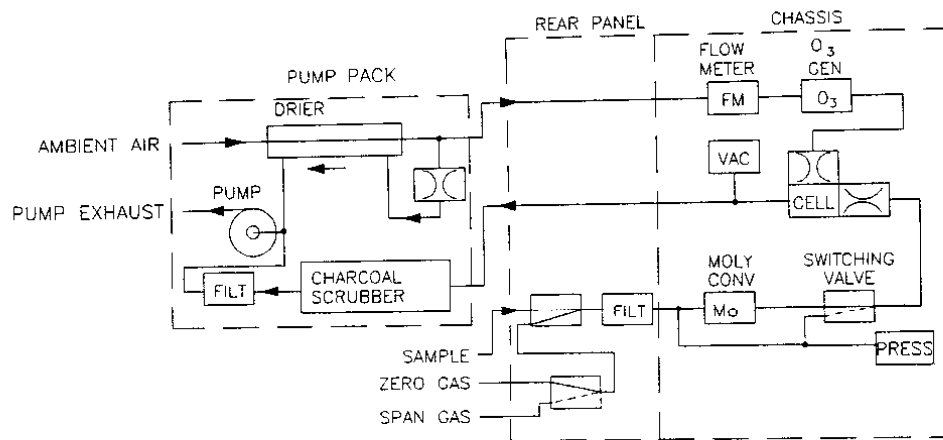 REAR PANEL
CHASSIS
FLOW
METER
O3
GEN
PUMP PACK
DRIER
FM
O3
AMBIENT AIR
VAC
PUMP
PUMP EXHAUST
CELL
FILT
CHARCOAL
SCRUBBER
MOLY
CONV
SWITCHING
VALVE
FILT
Mo
SAMPLE
PRESS
ZERO GAS
SPAN GAS